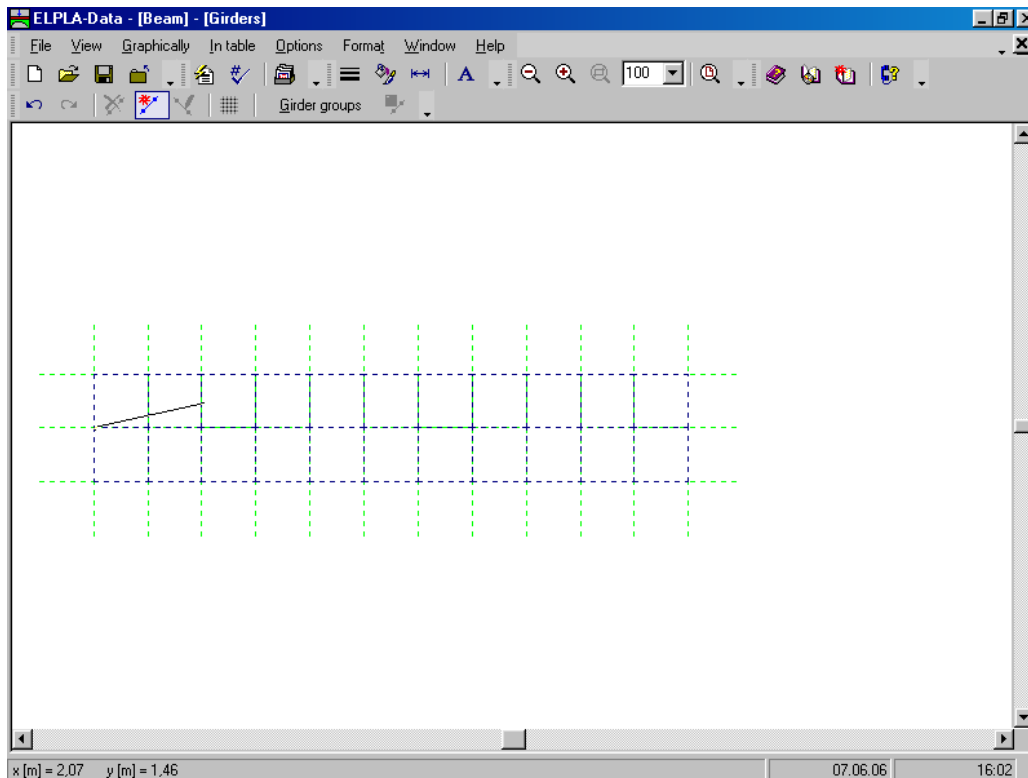 ELPLA-Data - [Beam] - [Girders]
File View Graphically In table Options Format Window Help
A 100
Girder groups
x [m] = 2,07 y [m] = 1,46 07.06.06 16:02